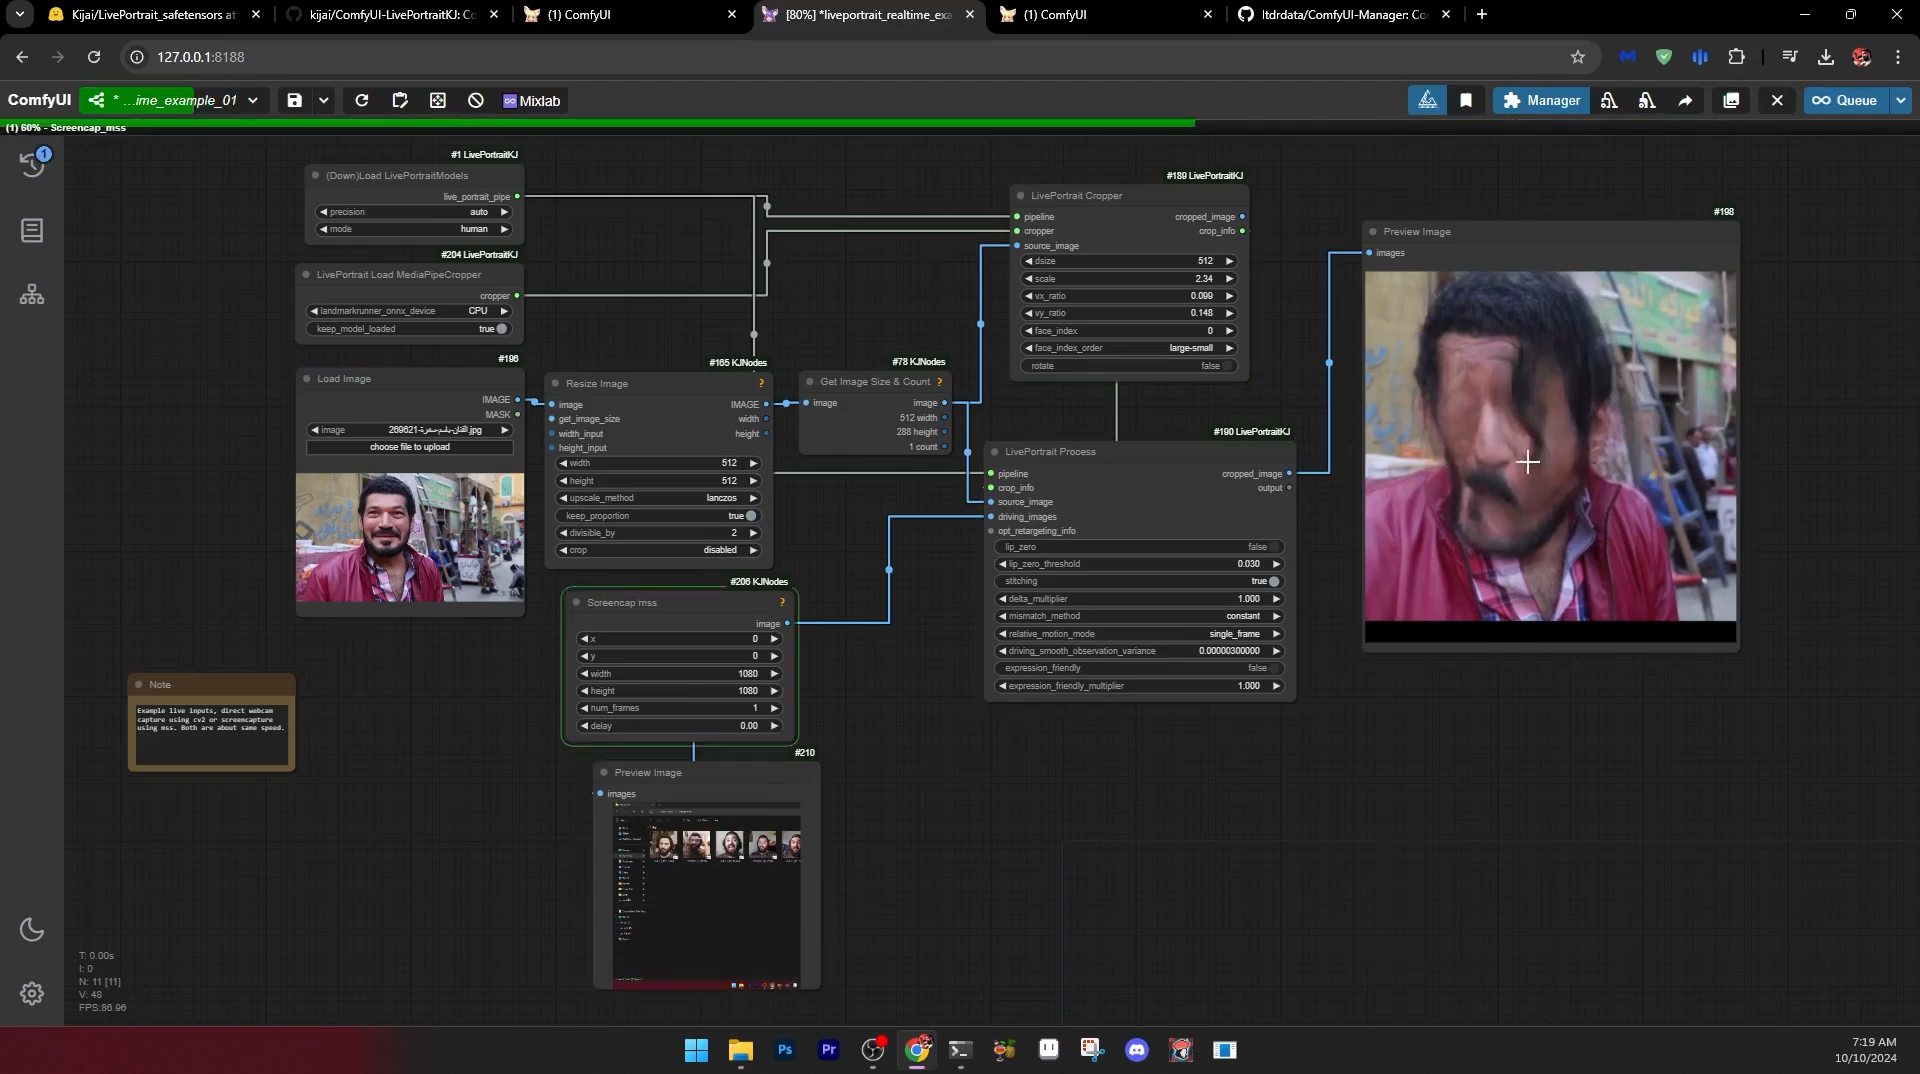 Kijai/LivePortrait_safetensors at
kijai/ComfyUI-LivePortraitKJ: Co
(1) ComfyUI
[80%] *liveportrait_realtime_exa
(1) ComfyUI
ltdrdata/ComfyUI-Manager: Co
127.0.0.1:8188
ComfyUI
* ...ime_example_01
Mixlab
Manager
Queue
(1) 60% - Screencap_mss
1
#1 LivePortraitKJ
(Down)Load LivePortraitModels
live_portrait_pipe
precision auto
mode human
#204 LivePortraitKJ
LivePortrait Load MediaPipeCropper
cropper
landmarkrunner_onnx_device CPU
keep_model_loaded true
#196
Load Image
IMAGE
MASK
image 269621-الفنان-باسم-سمرة.jpg
choose file to upload
#165 KJNodes
Resize Image ?
image IMAGE
get_image_size width
width_input height
height_input
width 512
height 512
upscale_method lanczos
keep_proportion true
divisible_by 2
crop disabled
#78 KJNodes
Get Image Size & Count ?
image image
512 width
288 height
1 count
#206 KJNodes
Screencap mss ?
image
x 0
y 0
width 1080
height 1080
num_frames 1
delay 0.00
#210
Preview Image
images
Note
Example live inputs, direct webcam
capture using cv2 or screencapture
using mss. Both are about same speed.
#189 LivePortraitKJ
LivePortrait Cropper
pipeline cropped_image
cropper crop_info
source_image
dsize 512
scale 2.34
vx_ratio 0.099
vy_ratio 0.148
face_index 0
face_index_order large-small
rotate false
#190 LivePortraitKJ
LivePortrait Process
pipeline cropped_image
crop_info output
source_image
driving_images
opt_retargeting_info
lip_zero false
lip_zero_threshold 0.030
stitching true
delta_multiplier 1.000
mismatch_method constant
relative_motion_mode single_frame
driving_smooth_observation_variance 0.00000300000
expression_friendly false
expression_friendly_multiplier 1.000
#198
Preview Image
images
T: 0.00s
I: 0
N: 11 [11]
V: 48
FPS:86.96
Ps
Pr
7:19 AM
10/10/2024